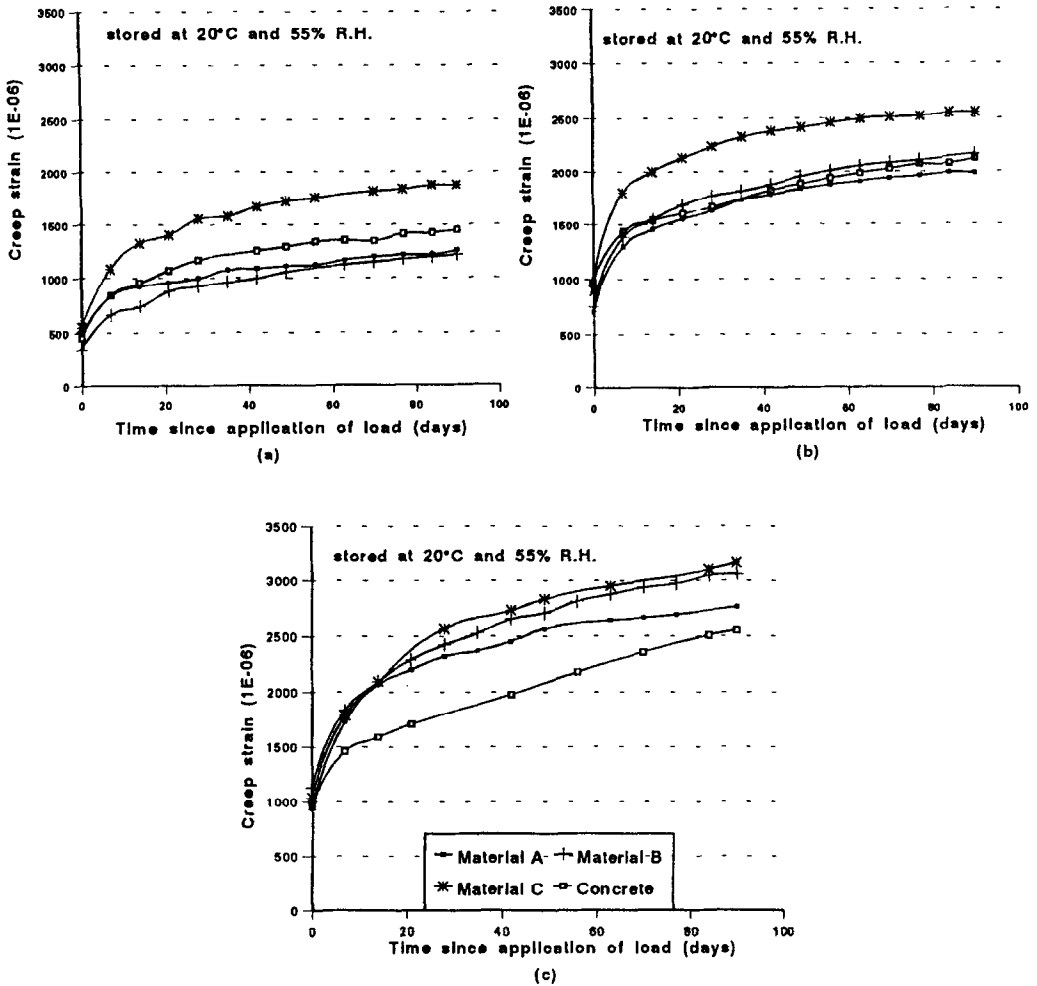 3500
3000
2500
2000
1500
1000
500
0
Creep strain (1E-06)
stored at 20°C and 55% R.H.
0 20 40 60 80 100
Time since application of load (days)
(a)
3500
3000
2500
2000
1500
1000
500
0
Creep strain (1E-06)
stored at 20°C and 55% R.H.
0 20 40 60 80 100
Time since application of load (days)
(b)
3500
3000
2500
2000
1500
1000
500
0
Creep strain (1E-06)
stored at 20°C and 55% R.H.
Material A Material B
Material C Concrete
0 20 40 60 80 100
Time since application of load (days)
(c)